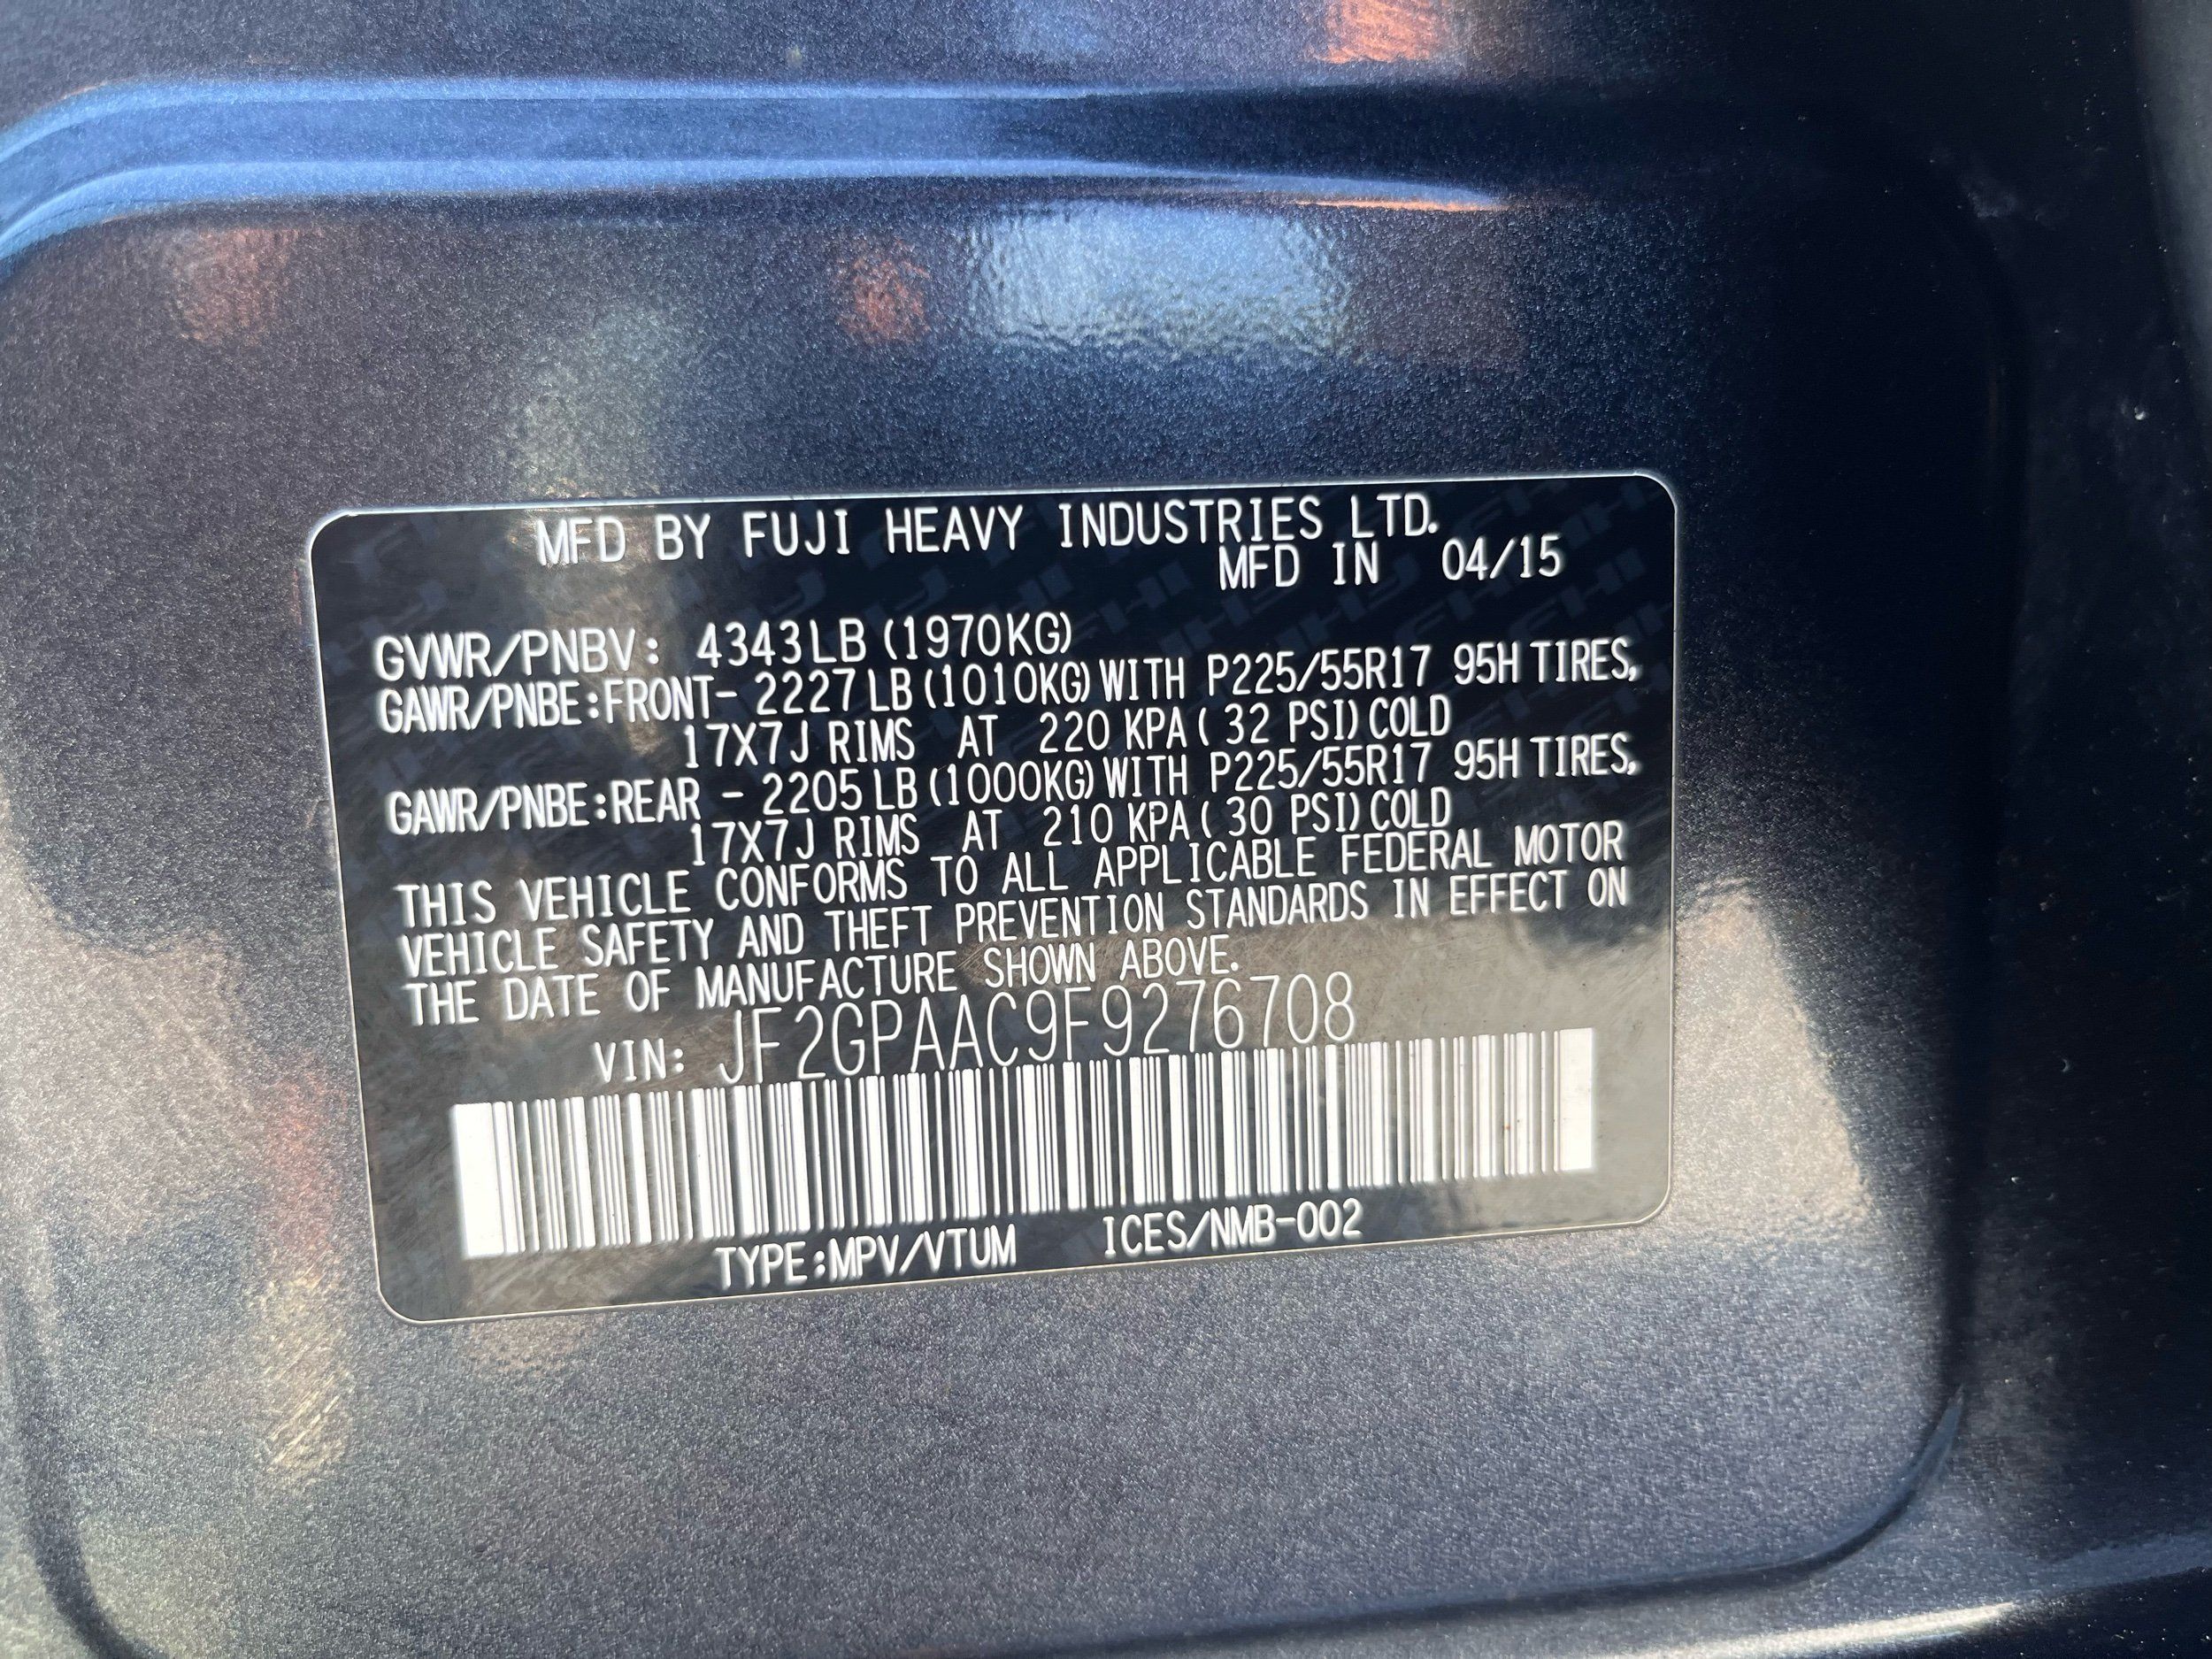 MFD BY FUJI HEAVY INDUSTRIES LTD.
MFD IN 04/15
GVWR/PNBV: 4343LB (1970KG)
GAWR/PNBE:FRONT- 2227 LB (1010KG) WITH P225/55R17 95H TIRES,
17X7J RIMS AT 220 KPA ( 32 PSI) COLD
GAWR/PNBE:REAR - 2205 LB (1000KG) WITH P225/55R17 95H TIRES,
17X7J RIMS AT 210 KPA ( 30 PSI) COLD
THIS VEHICLE CONFORMS TO ALL APPLICABLE FEDERAL MOTOR
VEHICLE SAFETY AND THEFT PREVENTION STANDARDS IN EFFECT ON
THE DATE OF MANUFACTURE SHOWN ABOVE.
VIN: JF2GPAAC9F9276708
TYPE:MPV/VTUM ICES/NMB-002